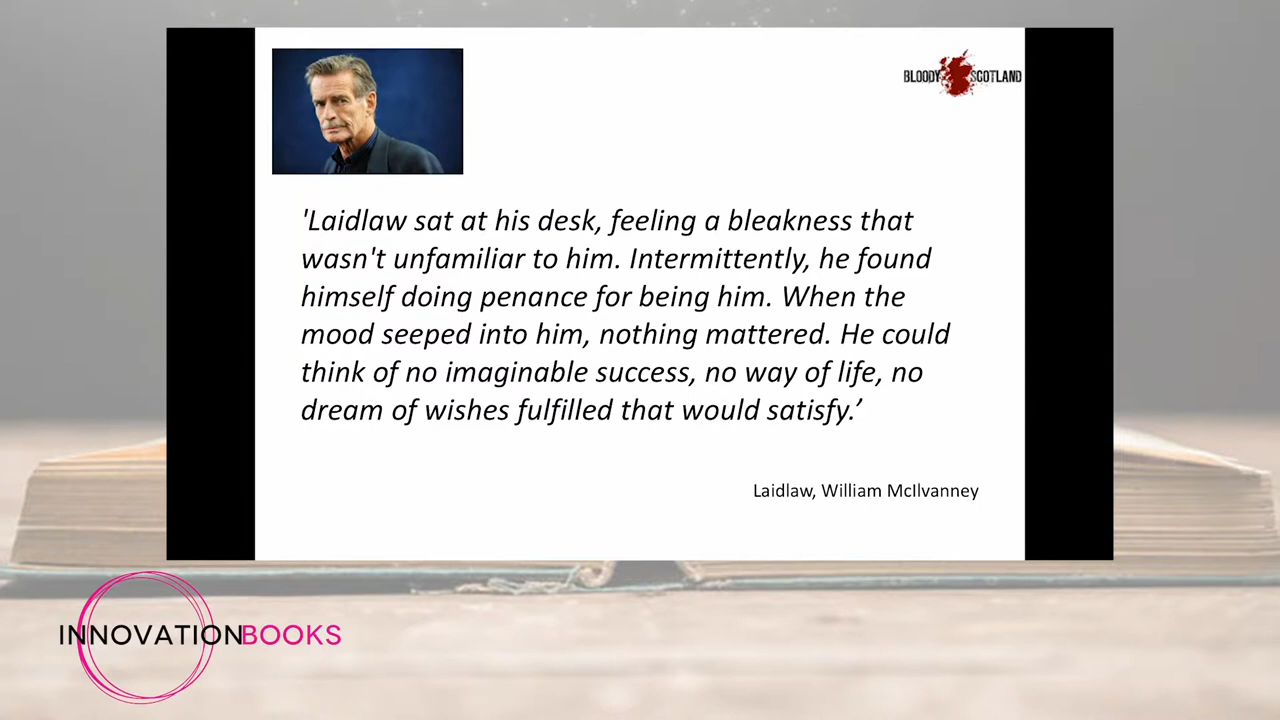 BLOODY SCOTLAND
'Laidlaw sat at his desk, feeling a bleakness that
wasn't unfamiliar to him. Intermittently, he found
himself doing penance for being him. When the
mood seeped into him, nothing mattered. He could
think of no imaginable success, no way of life, no
dream of wishes fulfilled that would satisfy.’
Laidlaw, William McIlvanney
INNOVATIONBOOKS